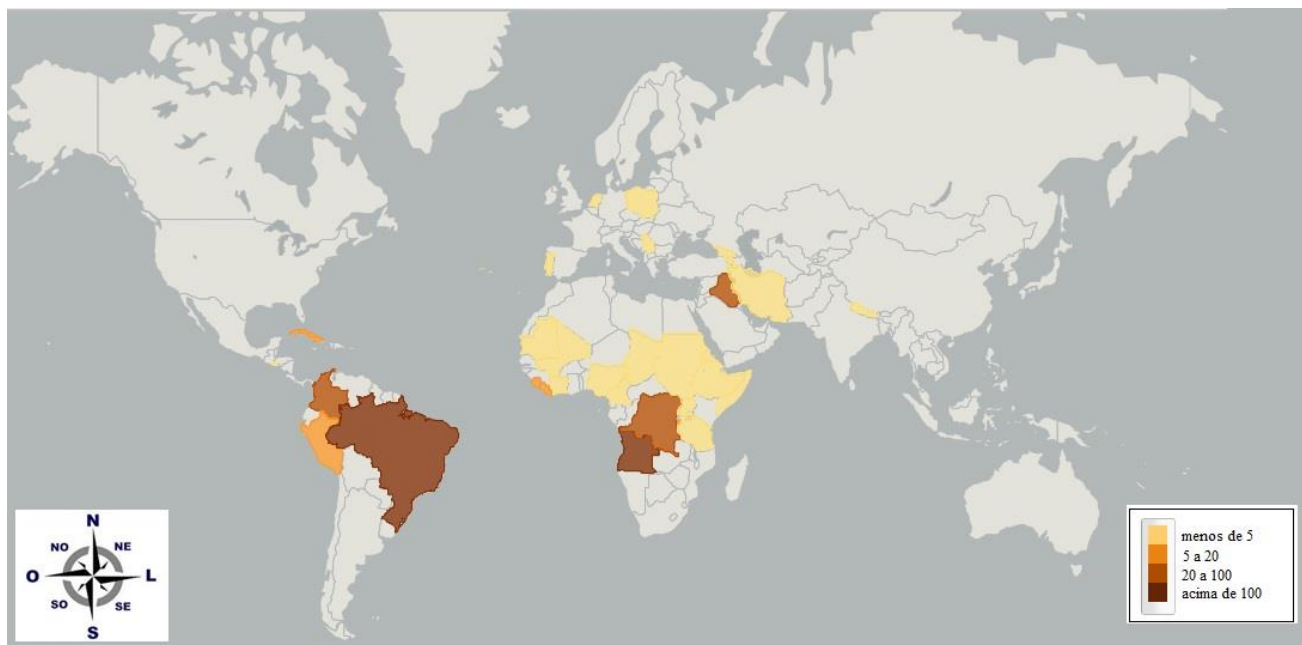 N
NO NE
O L
SO SE
S
menos de 5
5 a 20
20 a 100
acima de 100